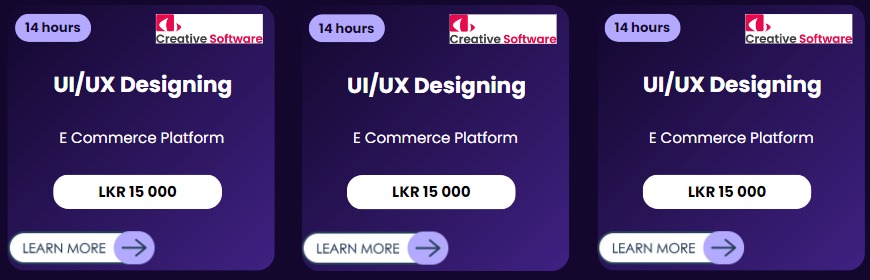 14 hours
Creative Software
UI/UX Designing
E Commerce Platform
LKR 15 000
LEARN MORE
14 hours
Creative Software
UI/UX Designing
E Commerce Platform
LKR 15 000
LEARN MORE
14 hours
Creative Software
UI/UX Designing
E Commerce Platform
LKR 15 000
LEARN MORE